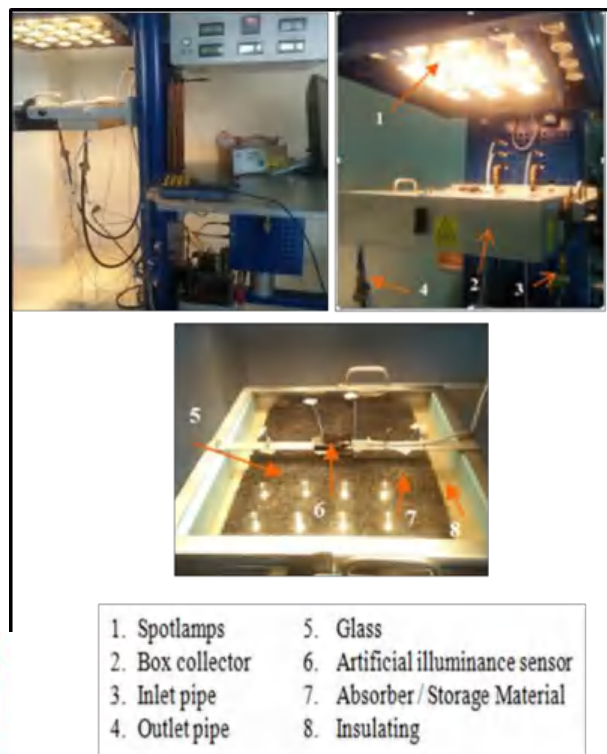 1
2
3
4
5
6
7
8
1. Spotlamps
2. Box collector
3. Inlet pipe
4. Outlet pipe
5. Glass
6. Artificial illuminance sensor
7. Absorber / Storage Material
8. Insulating